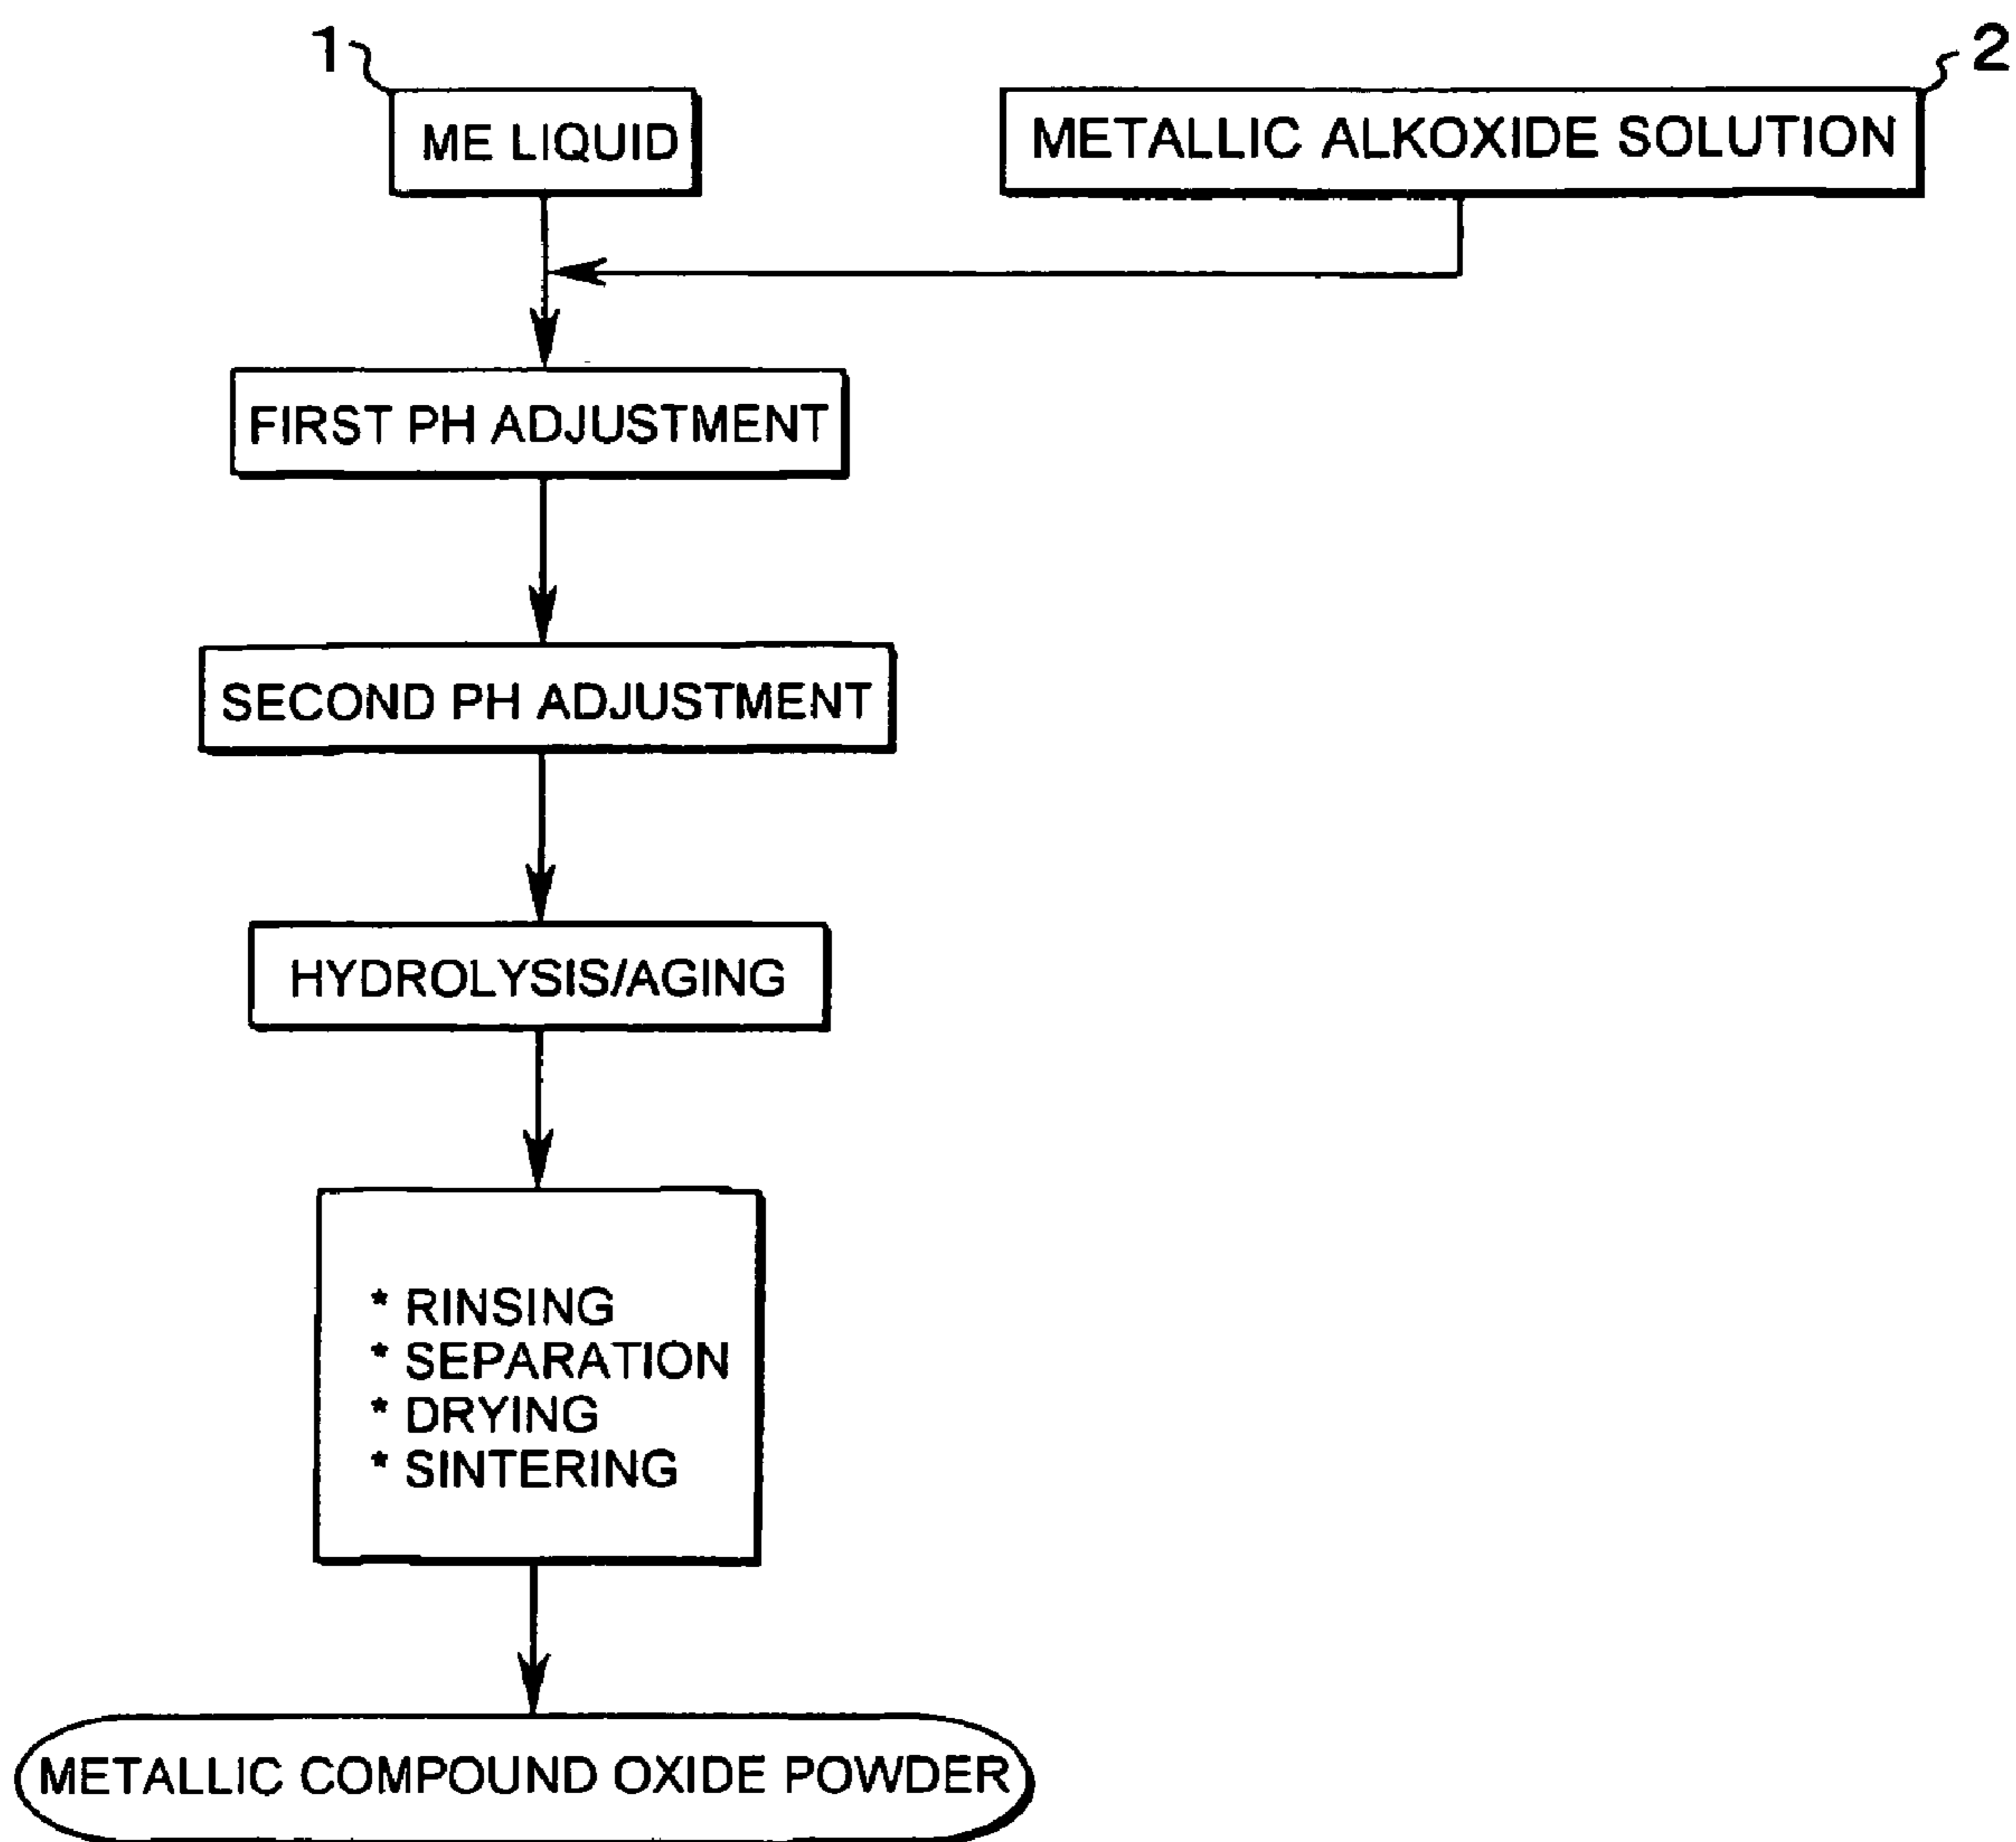 1
2
ME LIQUID
METALLIC ALKOXIDE SOLUTION
FIRST PH ADJUSTMENT
SECOND PH ADJUSTMENT
HYDROLYSIS/AGING
* RINSING
* SEPARATION
* DRYING
* SINTERING
METALLIC COMPOUND OXIDE POWDER